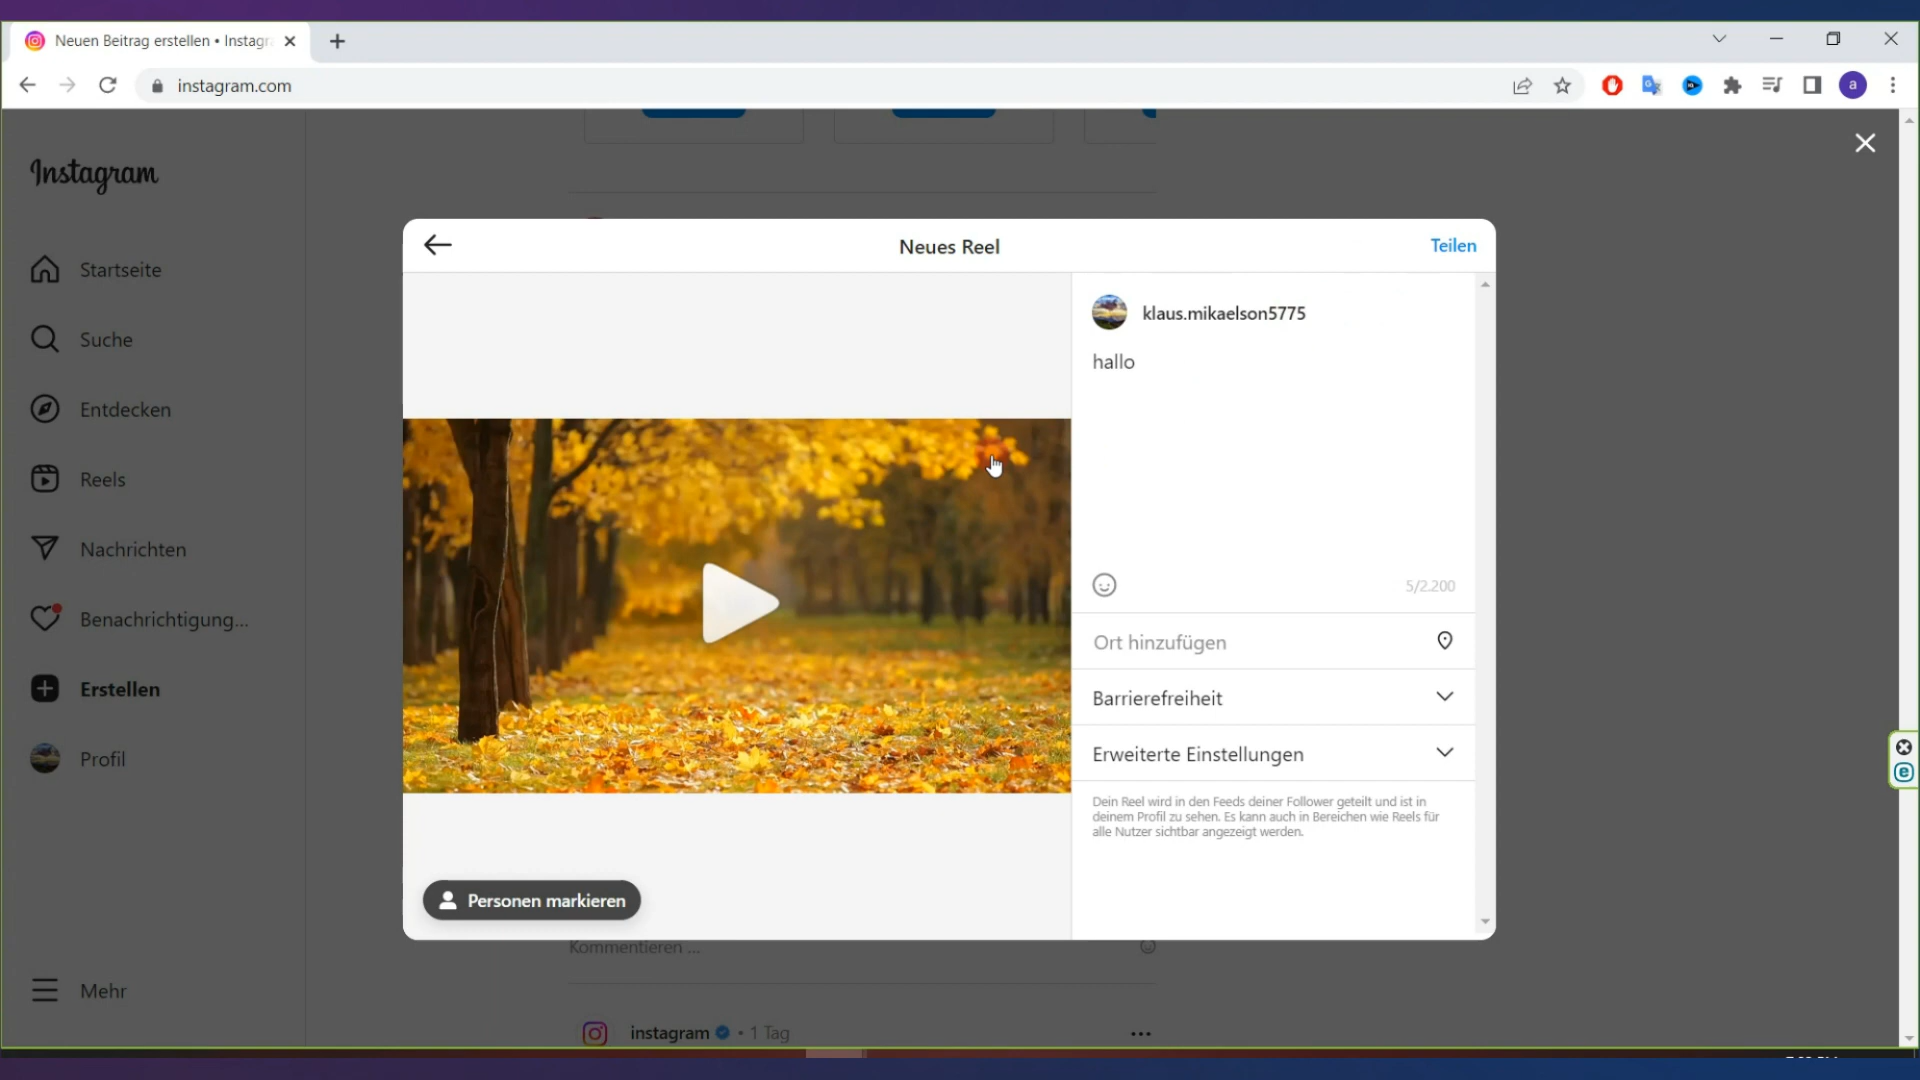 Neuen Beitrag erstellen • Instagr
instagram.com
a
Instagram
Startseite
Suche
Entdecken
Reels
Nachrichten
Benachrichtigung...
Erstellen
Profil
Mehr
Neues Reel
Teilen
klaus.mikaelson5775
hallo
5/2.200
Ort hinzufügen
Barrierefreiheit
Erweiterte Einstellungen
Dein Reel wird in den Feeds deiner Follower geteilt und ist in
deinem Profil zu sehen. Es kann auch in Bereichen wie Reels für
alle Nutzer sichtbar angezeigt werden.
Personen markieren
Kommentieren ...
instagram • 1 Tag